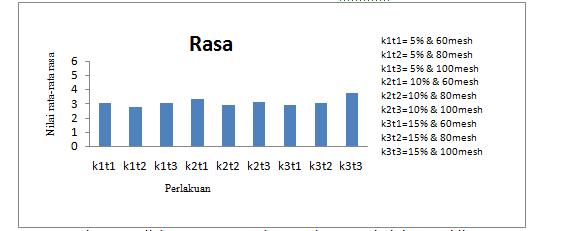 Rasa
Nilai rata-rata rasa
6
5
4
3
2
1
0
k1t1 k1t2 k1t3 k2t1 k2t2 k2t3 k3t1 k3t2 k3t3
Perlakuan
k1t1= 5% & 60mesh
k1t2= 5% & 80mesh
k1t3= 5% & 100mesh
k2t1= 10% & 60mesh
k2t2=10% & 80mesh
k2t3=10% & 100mesh
k3t1=15% & 60mesh
k3t2=15% & 80mesh
k3t3=15% & 100mesh